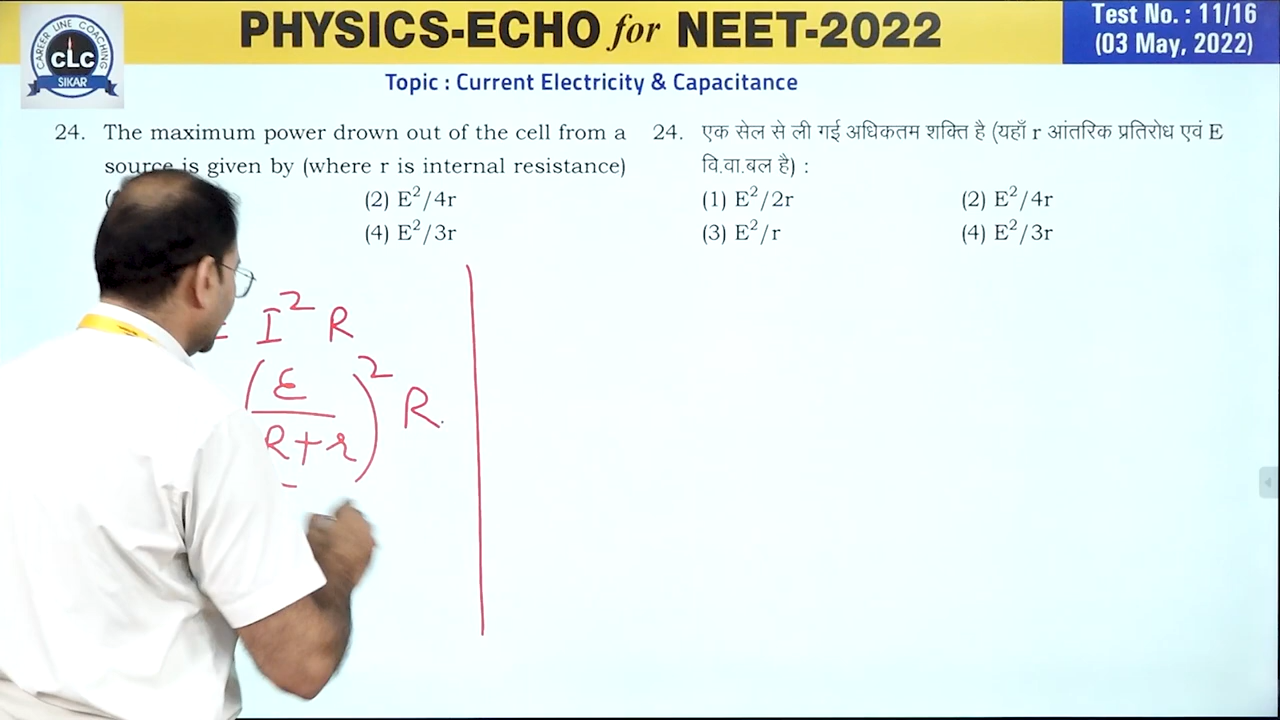 CAREER LINE COACHING
CLC
SIKAR
PHYSICS-ECHO for NEET-2022
Test No. : 11/16
(03 May, 2022)
Topic : Current Electricity & Capacitance
24. The maximum power drown out of the cell from a
source is given by (where r is internal resistance)
(2) E²/4r
(4) E²/3r
24. एक सेल से ली गई अधिकतम शक्ति है (यहाँ r आंतरिक प्रतिरोध एवं E
वि.वा.बल है) :
(1) E²/2r (2) E²/4r
(3) E²/r (4) E²/3r
= I² R
(ε/R+r)² R